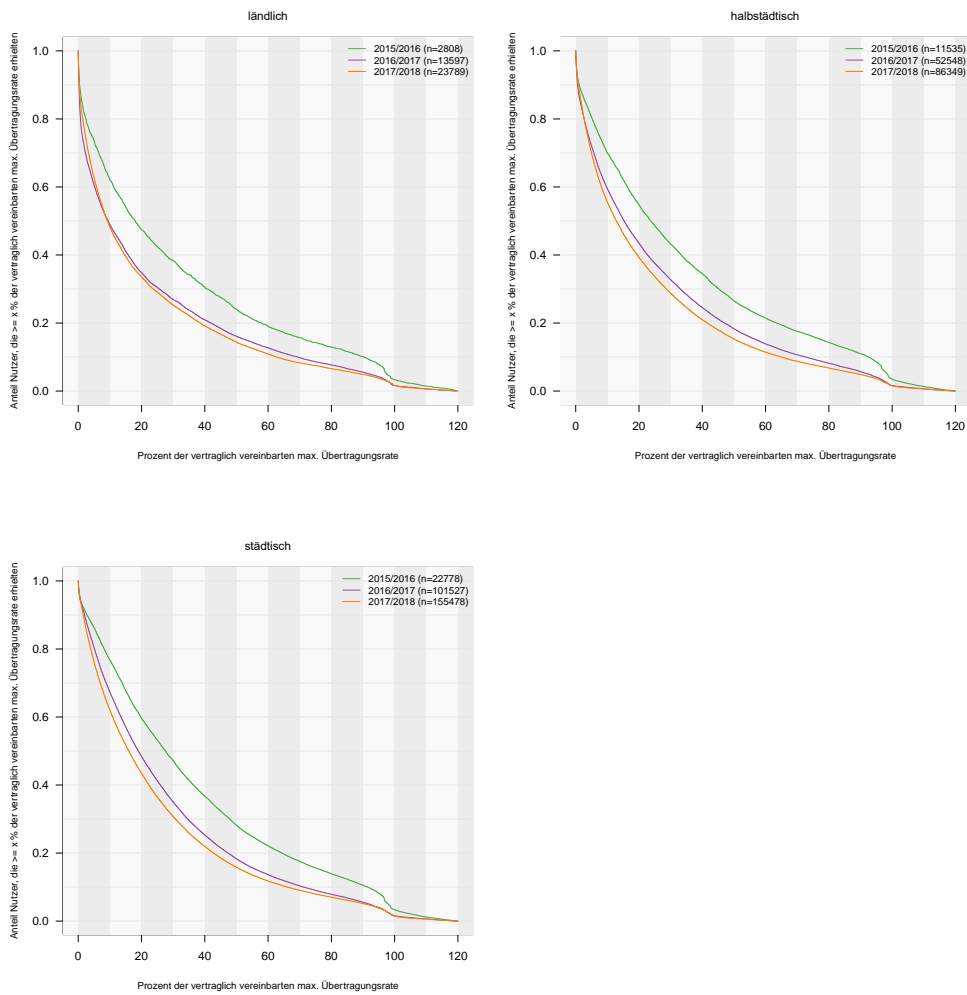 ländlich
Anteil Nutzer, die >= x % der vertraglich vereinbarten max. Übertragungsrate erhielten
1.0
0.8
0.6
0.4
0.2
0.0
2015/2016 (n=2808)
2016/2017 (n=13597)
2017/2018 (n=23789)
0 20 40 60 80 100 120
Prozent der vertraglich vereinbarten max. Übertragungsrate
halbstädtisch
Anteil Nutzer, die >= x % der vertraglich vereinbarten max. Übertragungsrate erhielten
1.0
0.8
0.6
0.4
0.2
0.0
2015/2016 (n=11535)
2016/2017 (n=52548)
2017/2018 (n=86349)
0 20 40 60 80 100 120
Prozent der vertraglich vereinbarten max. Übertragungsrate
städtisch
Anteil Nutzer, die >= x % der vertraglich vereinbarten max. Übertragungsrate erhielten
1.0
0.8
0.6
0.4
0.2
0.0
2015/2016 (n=22778)
2016/2017 (n=101527)
2017/2018 (n=155478)
0 20 40 60 80 100 120
Prozent der vertraglich vereinbarten max. Übertragungsrate